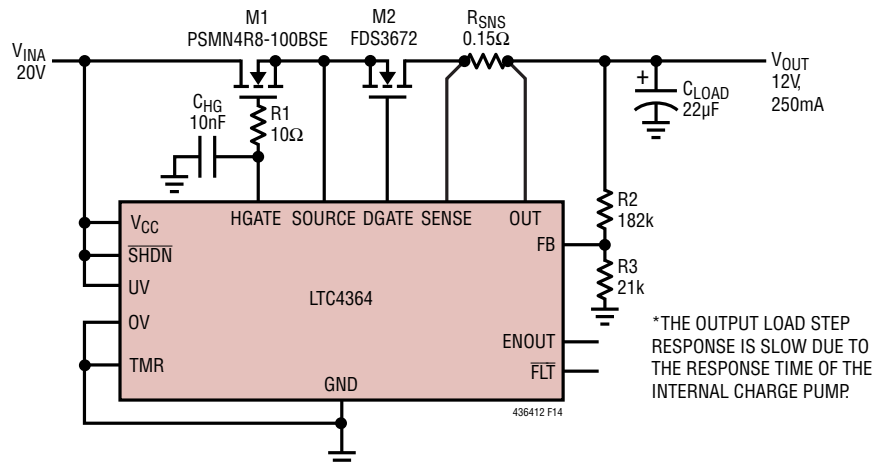 M1
PSMN4R8-100BSE
M2
FDS3672
RSNS
0.15Ω
VINA
20V
VOUT
12V,
250mA
+
CLOAD
22µF
CHG
10nF
R1
10Ω
HGATE SOURCE DGATE SENSE OUT
VCC
SHDN
UV
OV
TMR
LTC4364
GND
FB
ENOUT
FLT
R2
182k
R3
21k
*THE OUTPUT LOAD STEP
RESPONSE IS SLOW DUE TO
THE RESPONSE TIME OF THE
INTERNAL CHARGE PUMP.
436412 F14